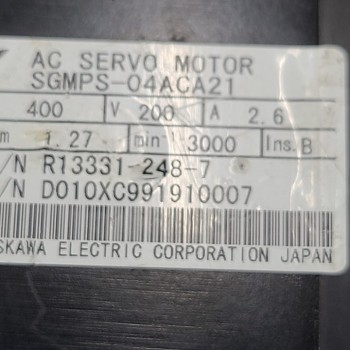 AC SERVO MOTOR
SGMPS-04ACA21
400 V 200 A 2.6
m 1.27 min⁻¹ 3000 Ins. B
/N R13331-248-7
/N D010XC991910007
SKAWA ELECTRIC CORPORATION JAPAN